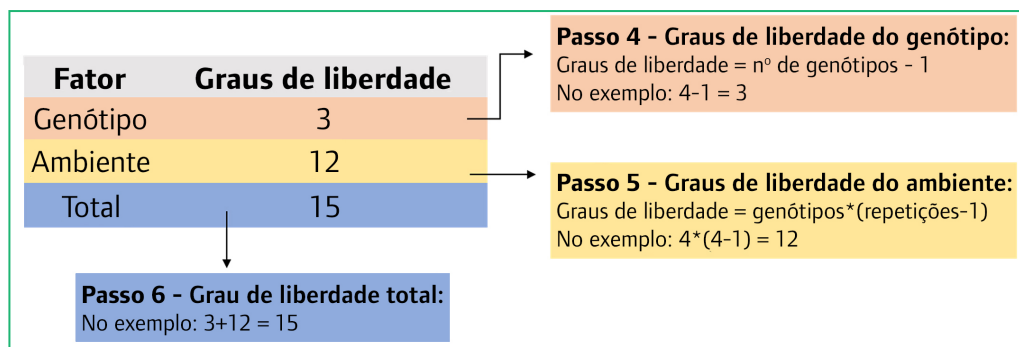 Fator Graus de liberdade
Genótipo 3
Ambiente 12
Total 15
Passo 4 - Graus de liberdade do genótipo:
Graus de liberdade = nº de genótipos - 1
No exemplo: 4-1 = 3
Passo 5 - Graus de liberdade do ambiente:
Graus de liberdade = genótipos*(repetições-1)
No exemplo: 4*(4-1) = 12
Passo 6 - Grau de liberdade total:
No exemplo: 3+12 = 15